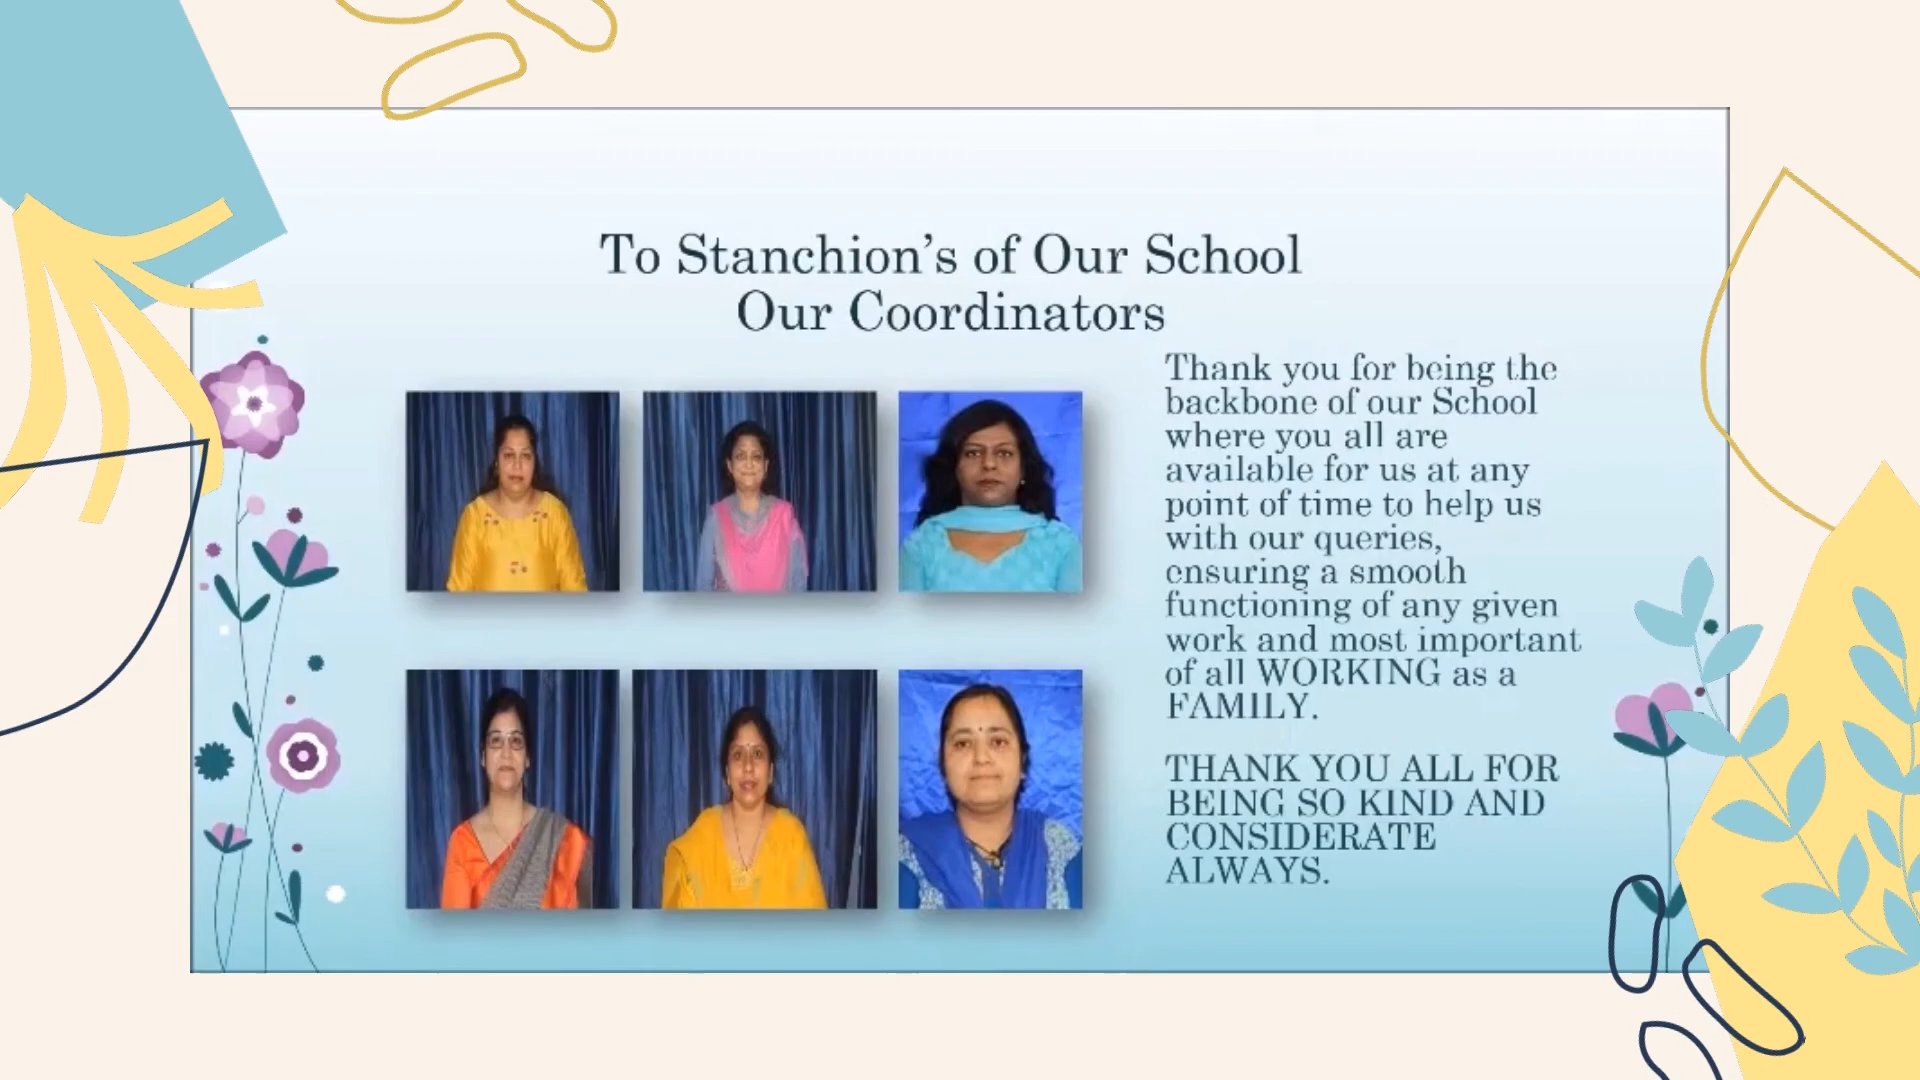 To Stanchion’s of Our School
Our Coordinators
Thank you for being the
backbone of our School
where you all are
available for us at any
point of time to help us
with our queries,
ensuring a smooth
functioning of any given
work and most important
of all WORKING as a
FAMILY.
THANK YOU ALL FOR
BEING SO KIND AND
CONSIDERATE
ALWAYS.